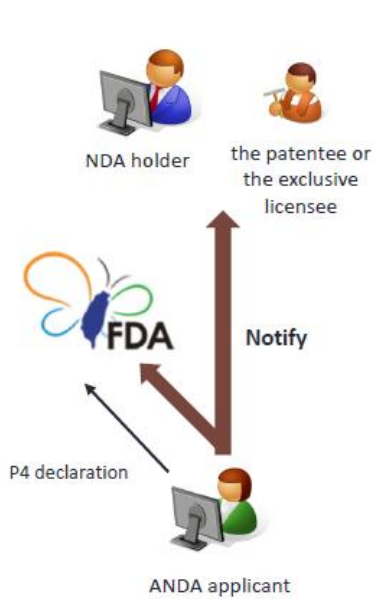 NDA holder
the patentee or
the exclusive
licensee
FDA
Notify
P4 declaration
ANDA applicant